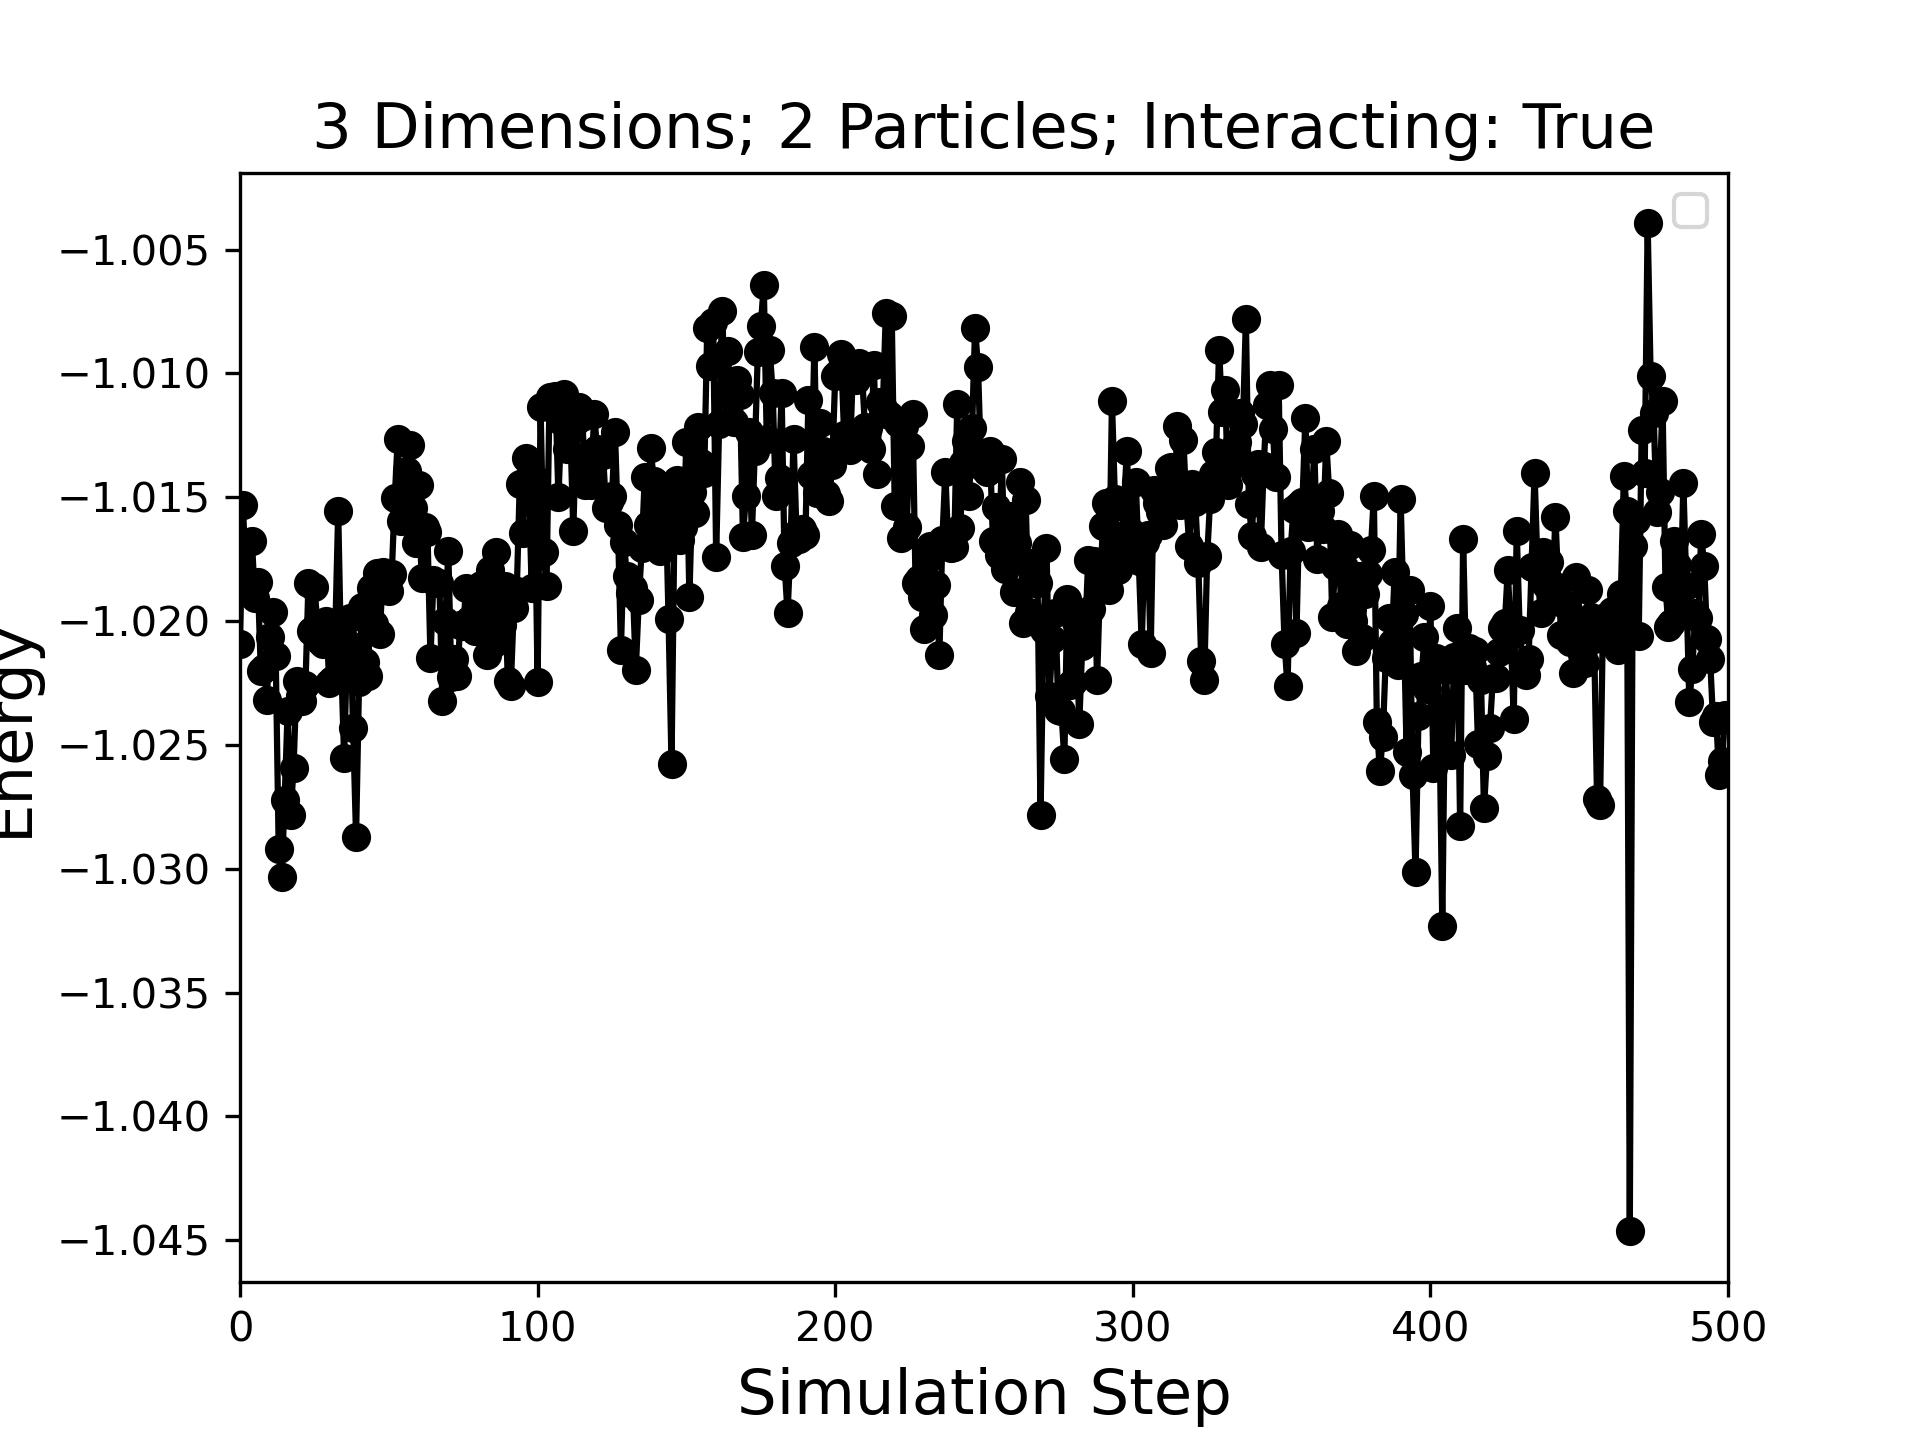 3 Dimensions; 2 Particles; Interacting: True
Energy
−1.005
−1.010
−1.015
−1.020
−1.025
−1.030
−1.035
−1.040
−1.045
0 100 200 300 400 500
Simulation Step